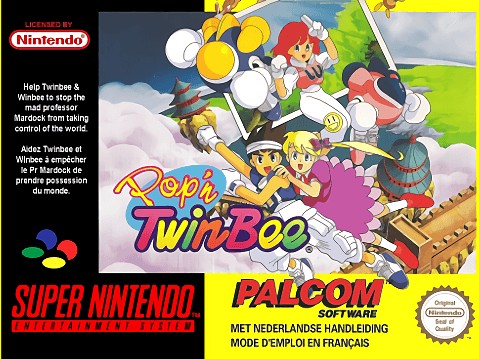 LICENSED BY
Nintendo
Help Twinbee &
Winbee to stop the
mad professor
Mardock from taking
control of the world.
Aidez Twinbee et
Winbee à empêcher
le Pr Mardock de
prendre possession
du monde.
Pop'n
TwinBee
SUPER NINTENDO
ENTERTAINMENT SYSTEM
PALCOM
SOFTWARE
MET NEDERLANDSE HANDLEIDING
MODE D'EMPLOI EN FRANÇAIS
Original
Nintendo
Seal of
Quality